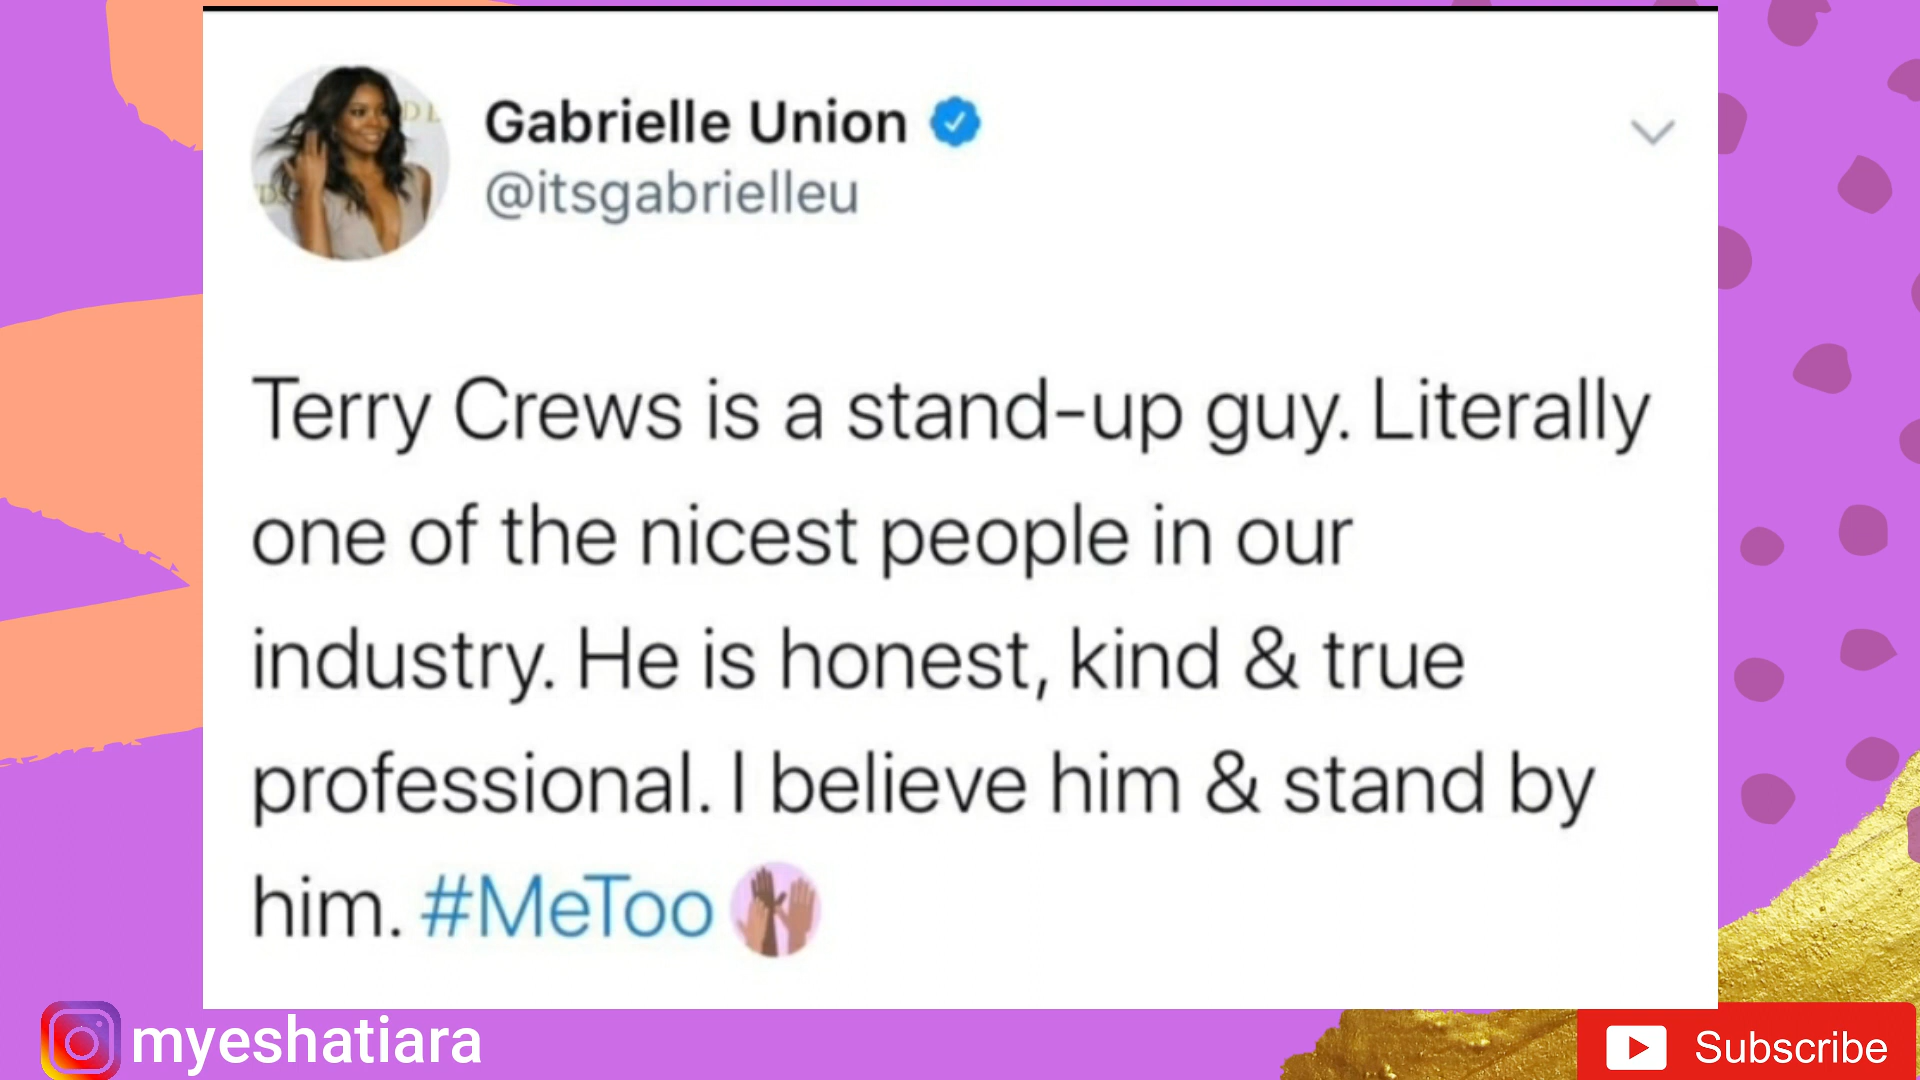 Gabrielle Union
@itsgabrielleu
Terry Crews is a stand-up guy. Literally
one of the nicest people in our
industry. He is honest, kind & true
professional. I believe him & stand by
him. #MeToo
myeshatiara
Subscribe